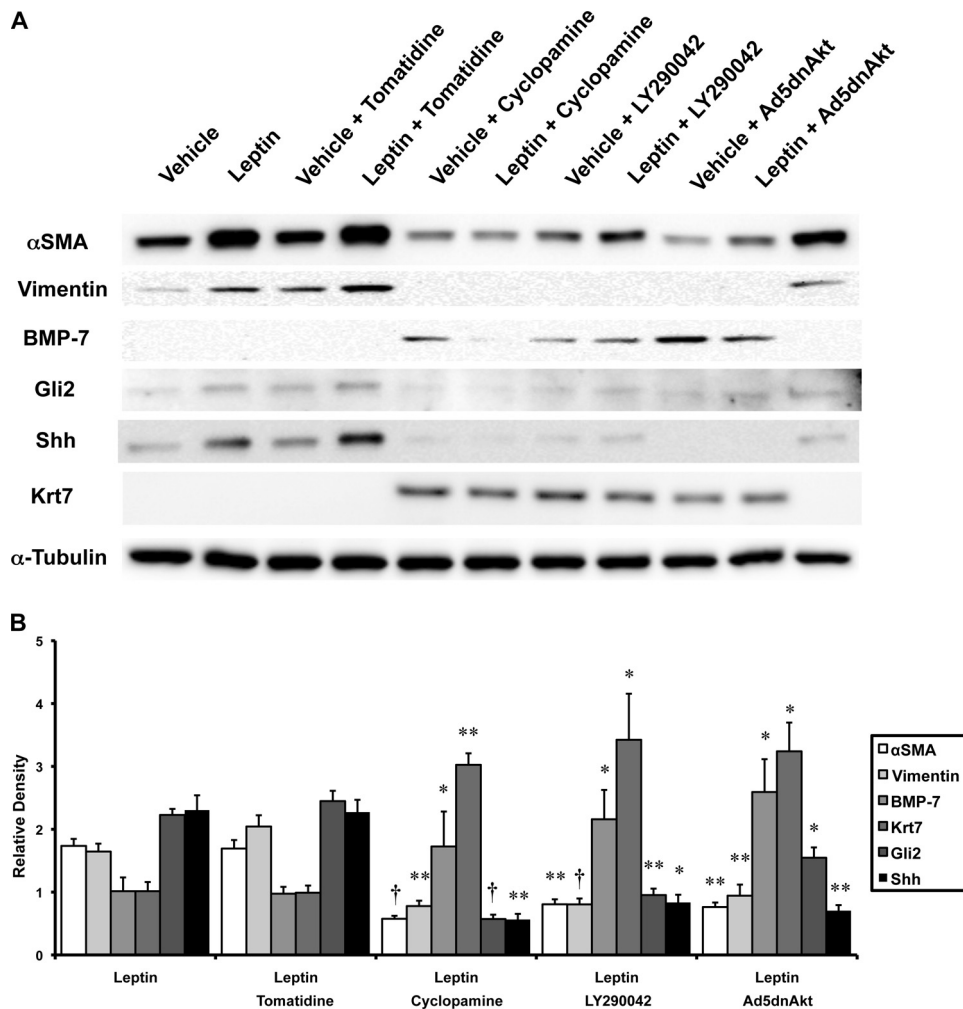 A
Vehicle
Leptin
Vehicle + Tomatidine
Leptin + Tomatidine
Vehicle + Cyclopamine
Leptin + Cyclopamine
Vehicle + LY290042
Leptin + LY290042
Vehicle + Ad5dnAkt
Leptin + Ad5dnAkt
αSMA
Vimentin
BMP-7
Gli2
Shh
Krt7
α-Tubulin
B
Relative Density
5
4
3
2
1
0
† ** * ** † **
** † * * ** *
** ** * * * **
αSMA
Vimentin
BMP-7
Krt7
Gli2
Shh
Leptin
Leptin
Leptin
Leptin
Leptin
Tomatidine
Cyclopamine
LY290042
Ad5dnAkt